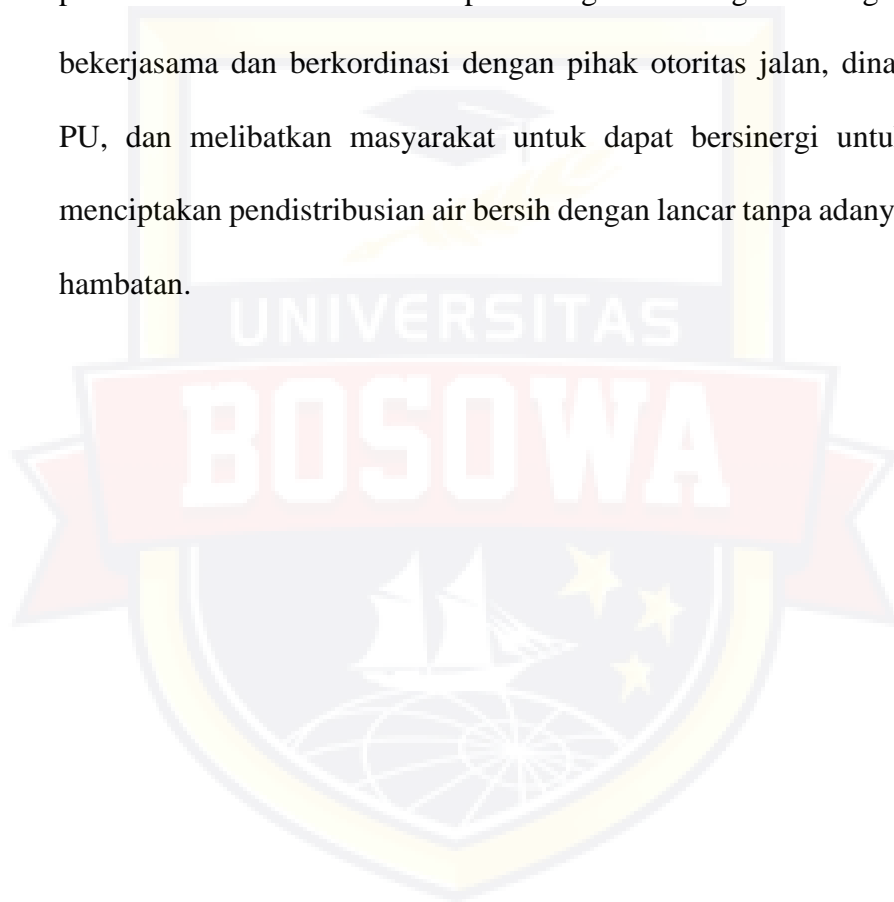 bekerjasama dan berkordinasi dengan pihak otoritas jalan, dina
PU, dan melibatkan masyarakat untuk dapat bersinergi untu
menciptakan pendistribusian air bersih dengan lancar tanpa adany
hambatan.
UNIVERSITAS
BOSOWA